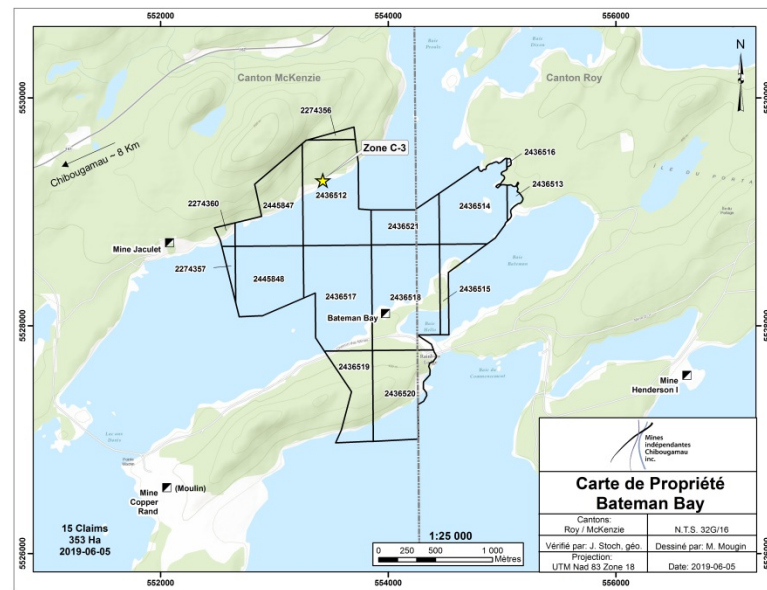 552000
554000
556000
N
Canton McKenzie
Canton Roy
5530000
5530000
2274356
Chibougamau ~ 8 Km
Zone C-3
2436516
2436513
2436512
2445847
2274360
2436514
2436521
Mine Jaculet
2274357
2445848
2436517
2436518
2436515
Bateman Bay
5528000
5528000
2436519
2436520
Mine
Henderson I
(Moulin)
Mine
Copper
Rand
15 Claims
353 Ha
2019-06-05
1:25 000
0 250 500 1 000
Mètres
Mines
indépendantes
Chibougamau
inc.
Carte de Propriété
Bateman Bay
Cantons:
Roy / McKenzie
N.T.S. 32G/16
Vérifié par: J. Stoch, géo.
Dessiné par: M. Mougin
Projection:
UTM Nad 83 Zone 18
Date: 2019-06-05
5526000
5526000
552000
554000
556000